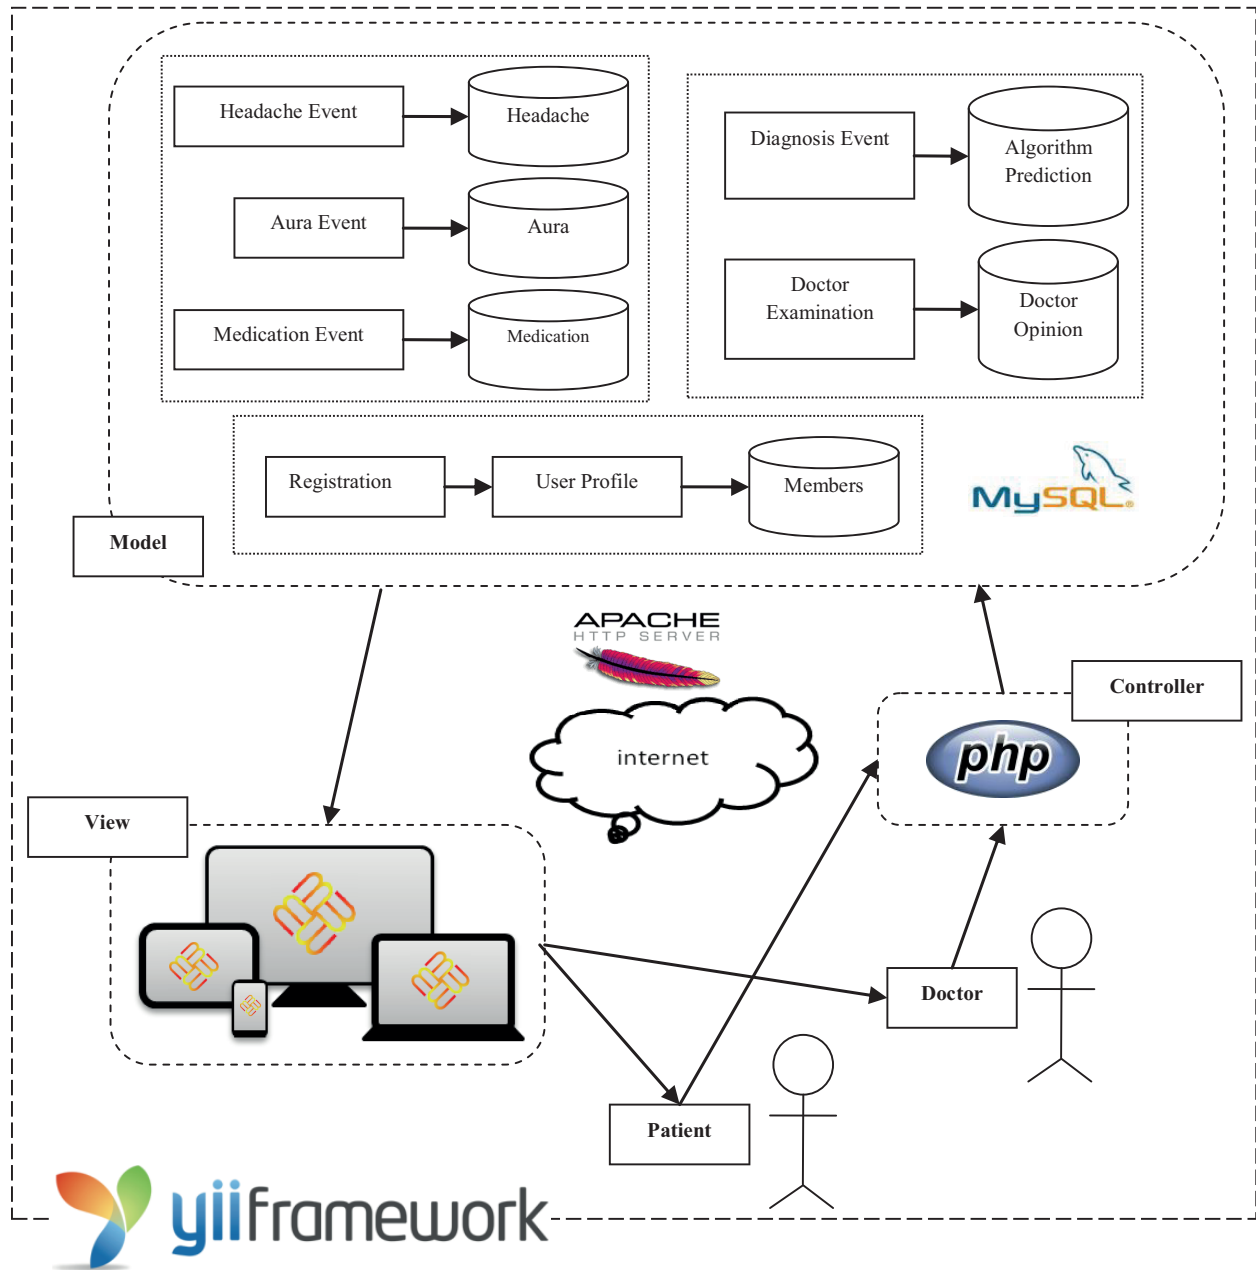 Headache Event
Headache
Aura Event
Aura
Medication Event
Medication
Diagnosis Event
Algorithm
Prediction
Doctor
Examination
Doctor
Opinion
Registration
User Profile
Members
MySQL®
Model
APACHE
HTTP SERVER
internet
Controller
php
View
Doctor
Patient
yiiframework